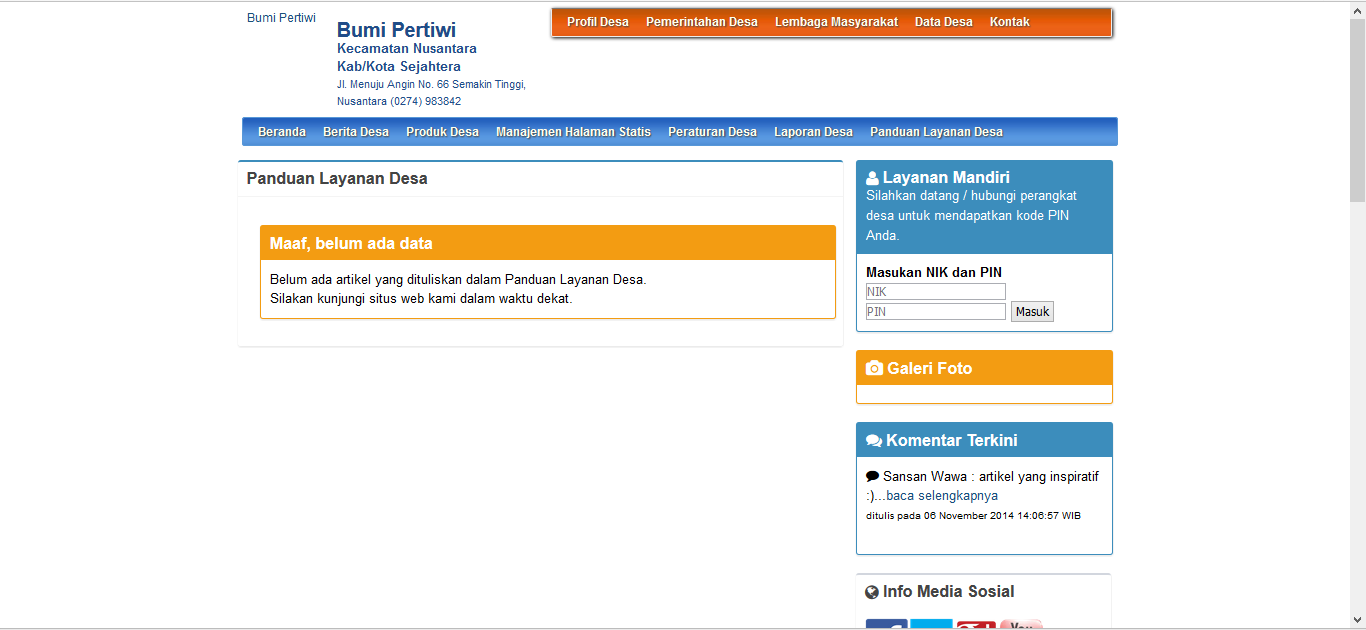 Bumi Pertiwi
Bumi Pertiwi
Kecamatan Nusantara
Kab/Kota Sejahtera
Jl. Menuju Angin No. 66 Semakin Tinggi,
Nusantara (0274) 983842
Profil Desa Pemerintahan Desa Lembaga Masyarakat Data Desa Kontak
Beranda Berita Desa Produk Desa Manajemen Halaman Statis Peraturan Desa Laporan Desa Panduan Layanan Desa
Panduan Layanan Desa
Maaf, belum ada data
Belum ada artikel yang dituliskan dalam Panduan Layanan Desa.
Silakan kunjungi situs web kami dalam waktu dekat.
Layanan Mandiri
Silahkan datang / hubungi perangkat
desa untuk mendapatkan kode PIN
Anda.
Masukan NIK dan PIN
NIK
PIN Masuk
Galeri Foto
Komentar Terkini
Sansan Wawa : artikel yang inspiratif
:)...baca selengkapnya
ditulis pada 06 November 2014 14:06:57 WIB
Info Media Sosial